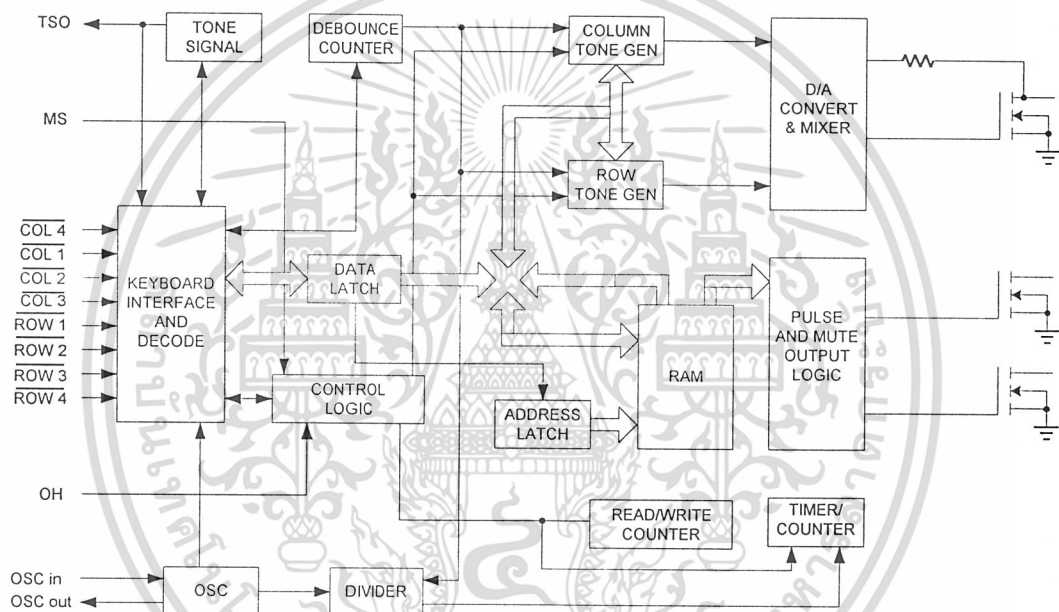 TSO
TONE
SIGNAL
DEBOUNCE
COUNTER
COLUMN
TONE GEN
D/A
CONVERT
& MIXER
MS
ROW
TONE GEN
COL 4
COL 1
COL 2
COL 3
ROW 1
ROW 2
ROW 3
ROW 4
KEYBOARD
INTERFACE
AND
DECODE
DATA
LATCH
CONTROL
LOGIC
ADDRESS
LATCH
RAM
PULSE
AND MUTE
OUTPUT
LOGIC
OH
READ/WRITE
COUNTER
TIMER/
COUNTER
OSC in
OSC out
OSC
DIVIDER